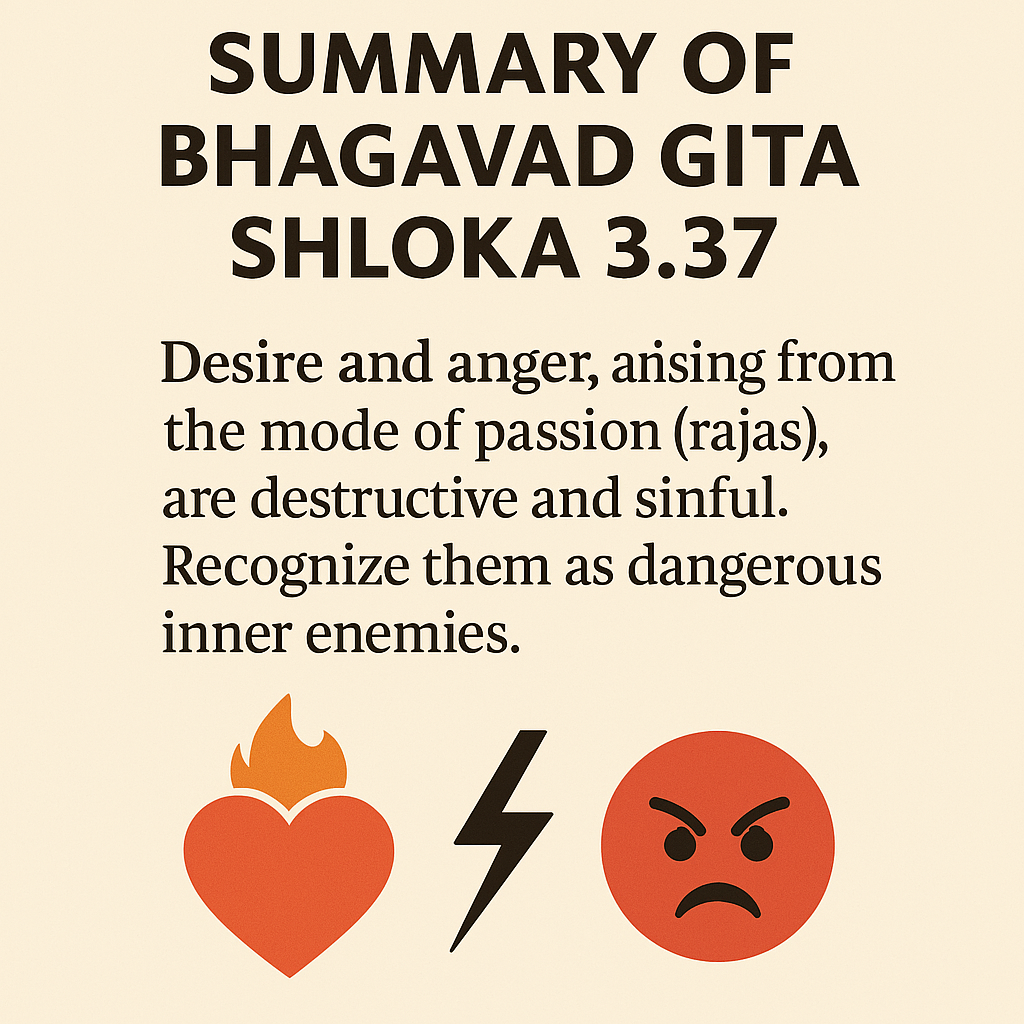 SUMMARY OF
BHAGAVAD GITA
SHLOKA 3.37
Desire and anger, arising from
the mode of passion (rajas),
are destructive and sinful.
Recognize them as dangerous
inner enemies.